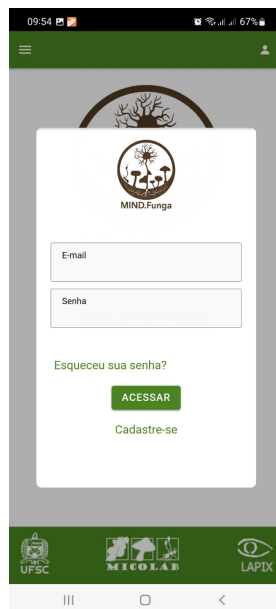 09:54
67%
MIND.Funga
E-mail
Senha
Esqueceu sua senha?
ACESSAR
Cadastre-se
UFSC
MICOLAB
LAPIX